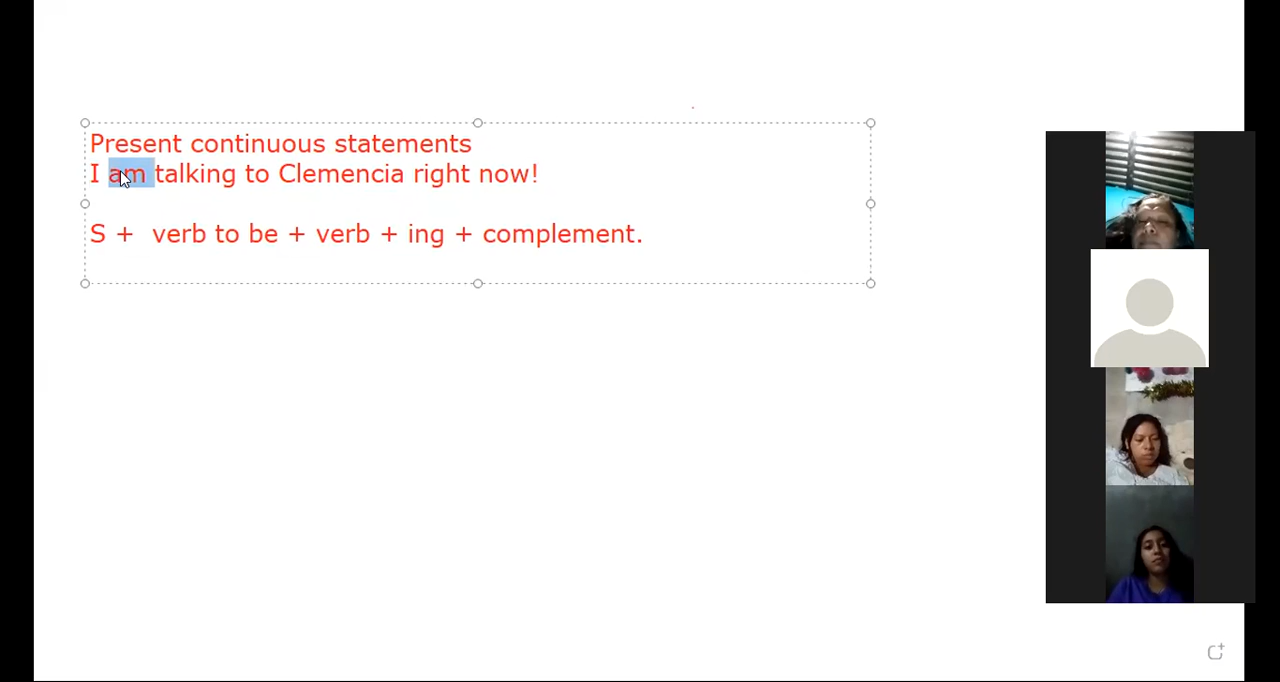 Present continuous statements
I am talking to Clemencia right now!
S + verb to be + verb + ing + complement.